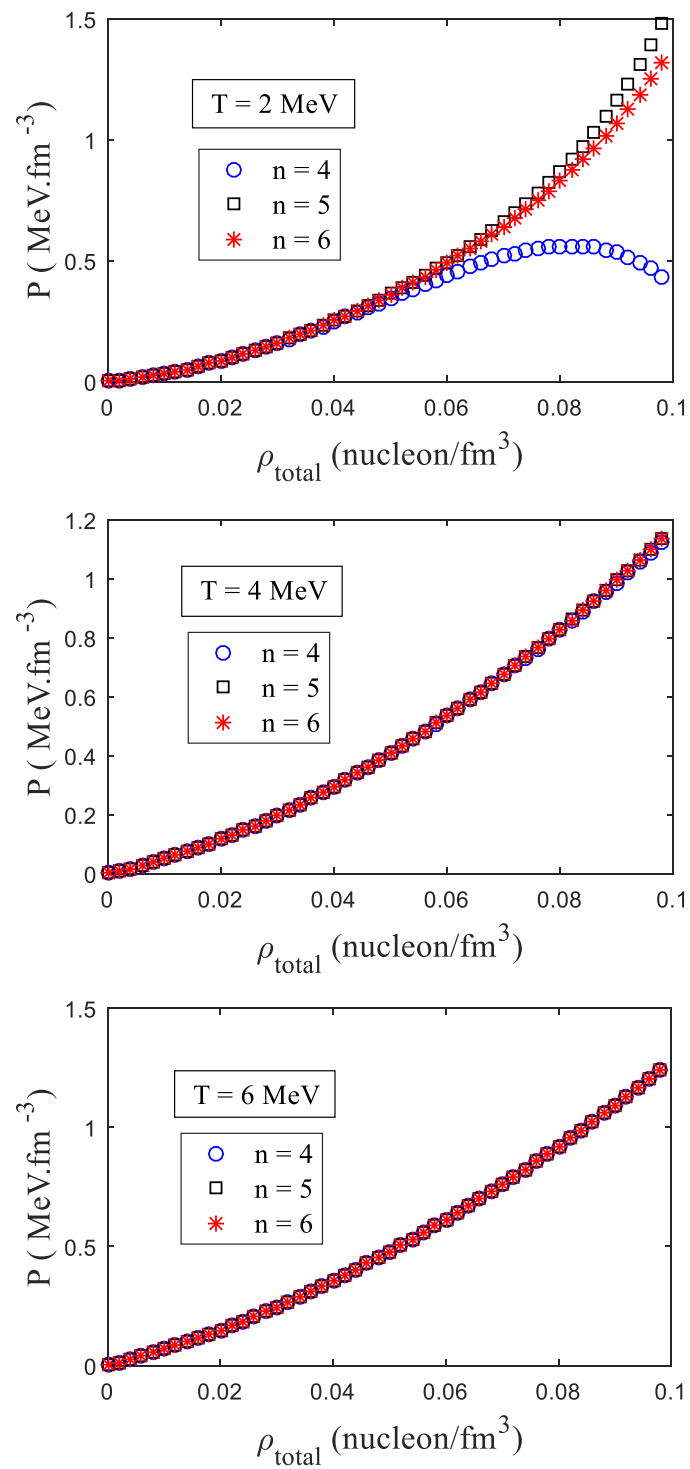 1.5
1
0.5
0
P ( MeV.fm⁻³)
T = 2 MeV
n = 4
n = 5
n = 6
0 0.02 0.04 0.06 0.08 0.1
ρtotal (nucleon/fm³)
1.2
1
0.8
0.6
0.4
0.2
0
P ( MeV.fm⁻³)
T = 4 MeV
n = 4
n = 5
n = 6
0 0.02 0.04 0.06 0.08 0.1
ρtotal (nucleon/fm³)
1.5
1
0.5
0
P ( MeV.fm⁻³)
T = 6 MeV
n = 4
n = 5
n = 6
0 0.02 0.04 0.06 0.08 0.1
ρtotal (nucleon/fm³)